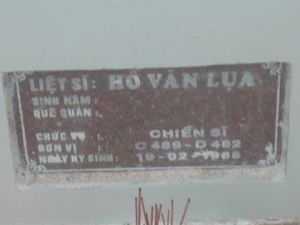 LIỆT SĨ: HỒ VĂN LỤA
SINH NĂM:
QUÊ QUÁN:
CHỨC VỤ : CHIẾN SĨ
ĐƠN VỊ : C 489 - D 482
NGÀY HY SINH: 19 - 02 - 1968